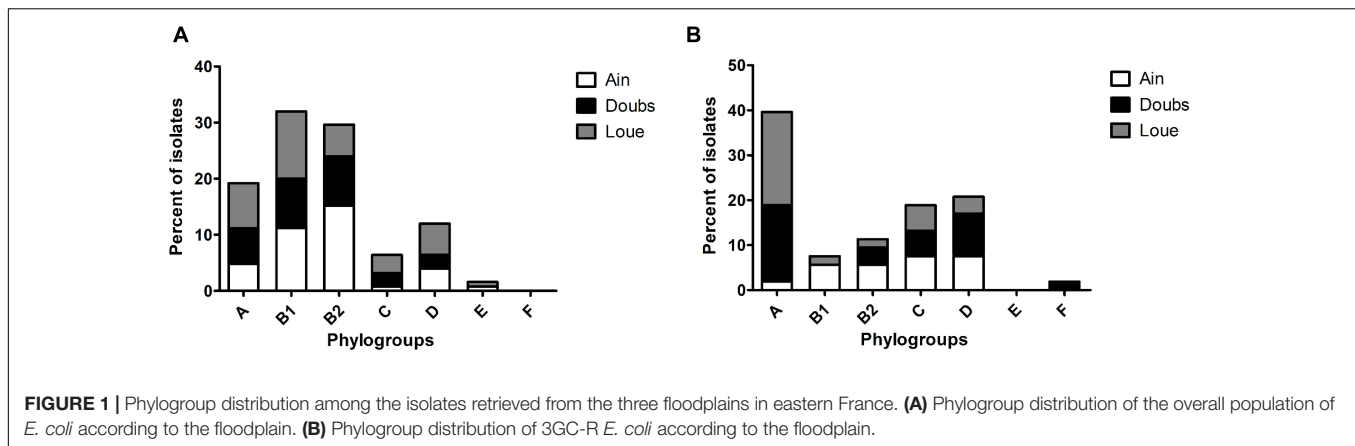 A
40
30
20
10
0
Percent of isolates
A B1 B2 C D E F
Phylogroups
Ain
Doubs
Loue
B
50
40
30
20
10
0
Percent of isolates
A B1 B2 C D E F
Phylogroups
Ain
Doubs
Loue
FIGURE 1 | Phylogroup distribution among the isolates retrieved from the three floodplains in eastern France. (A) Phylogroup distribution of the overall population of
E. coli according to the floodplain. (B) Phylogroup distribution of 3GC-R E. coli according to the floodplain.